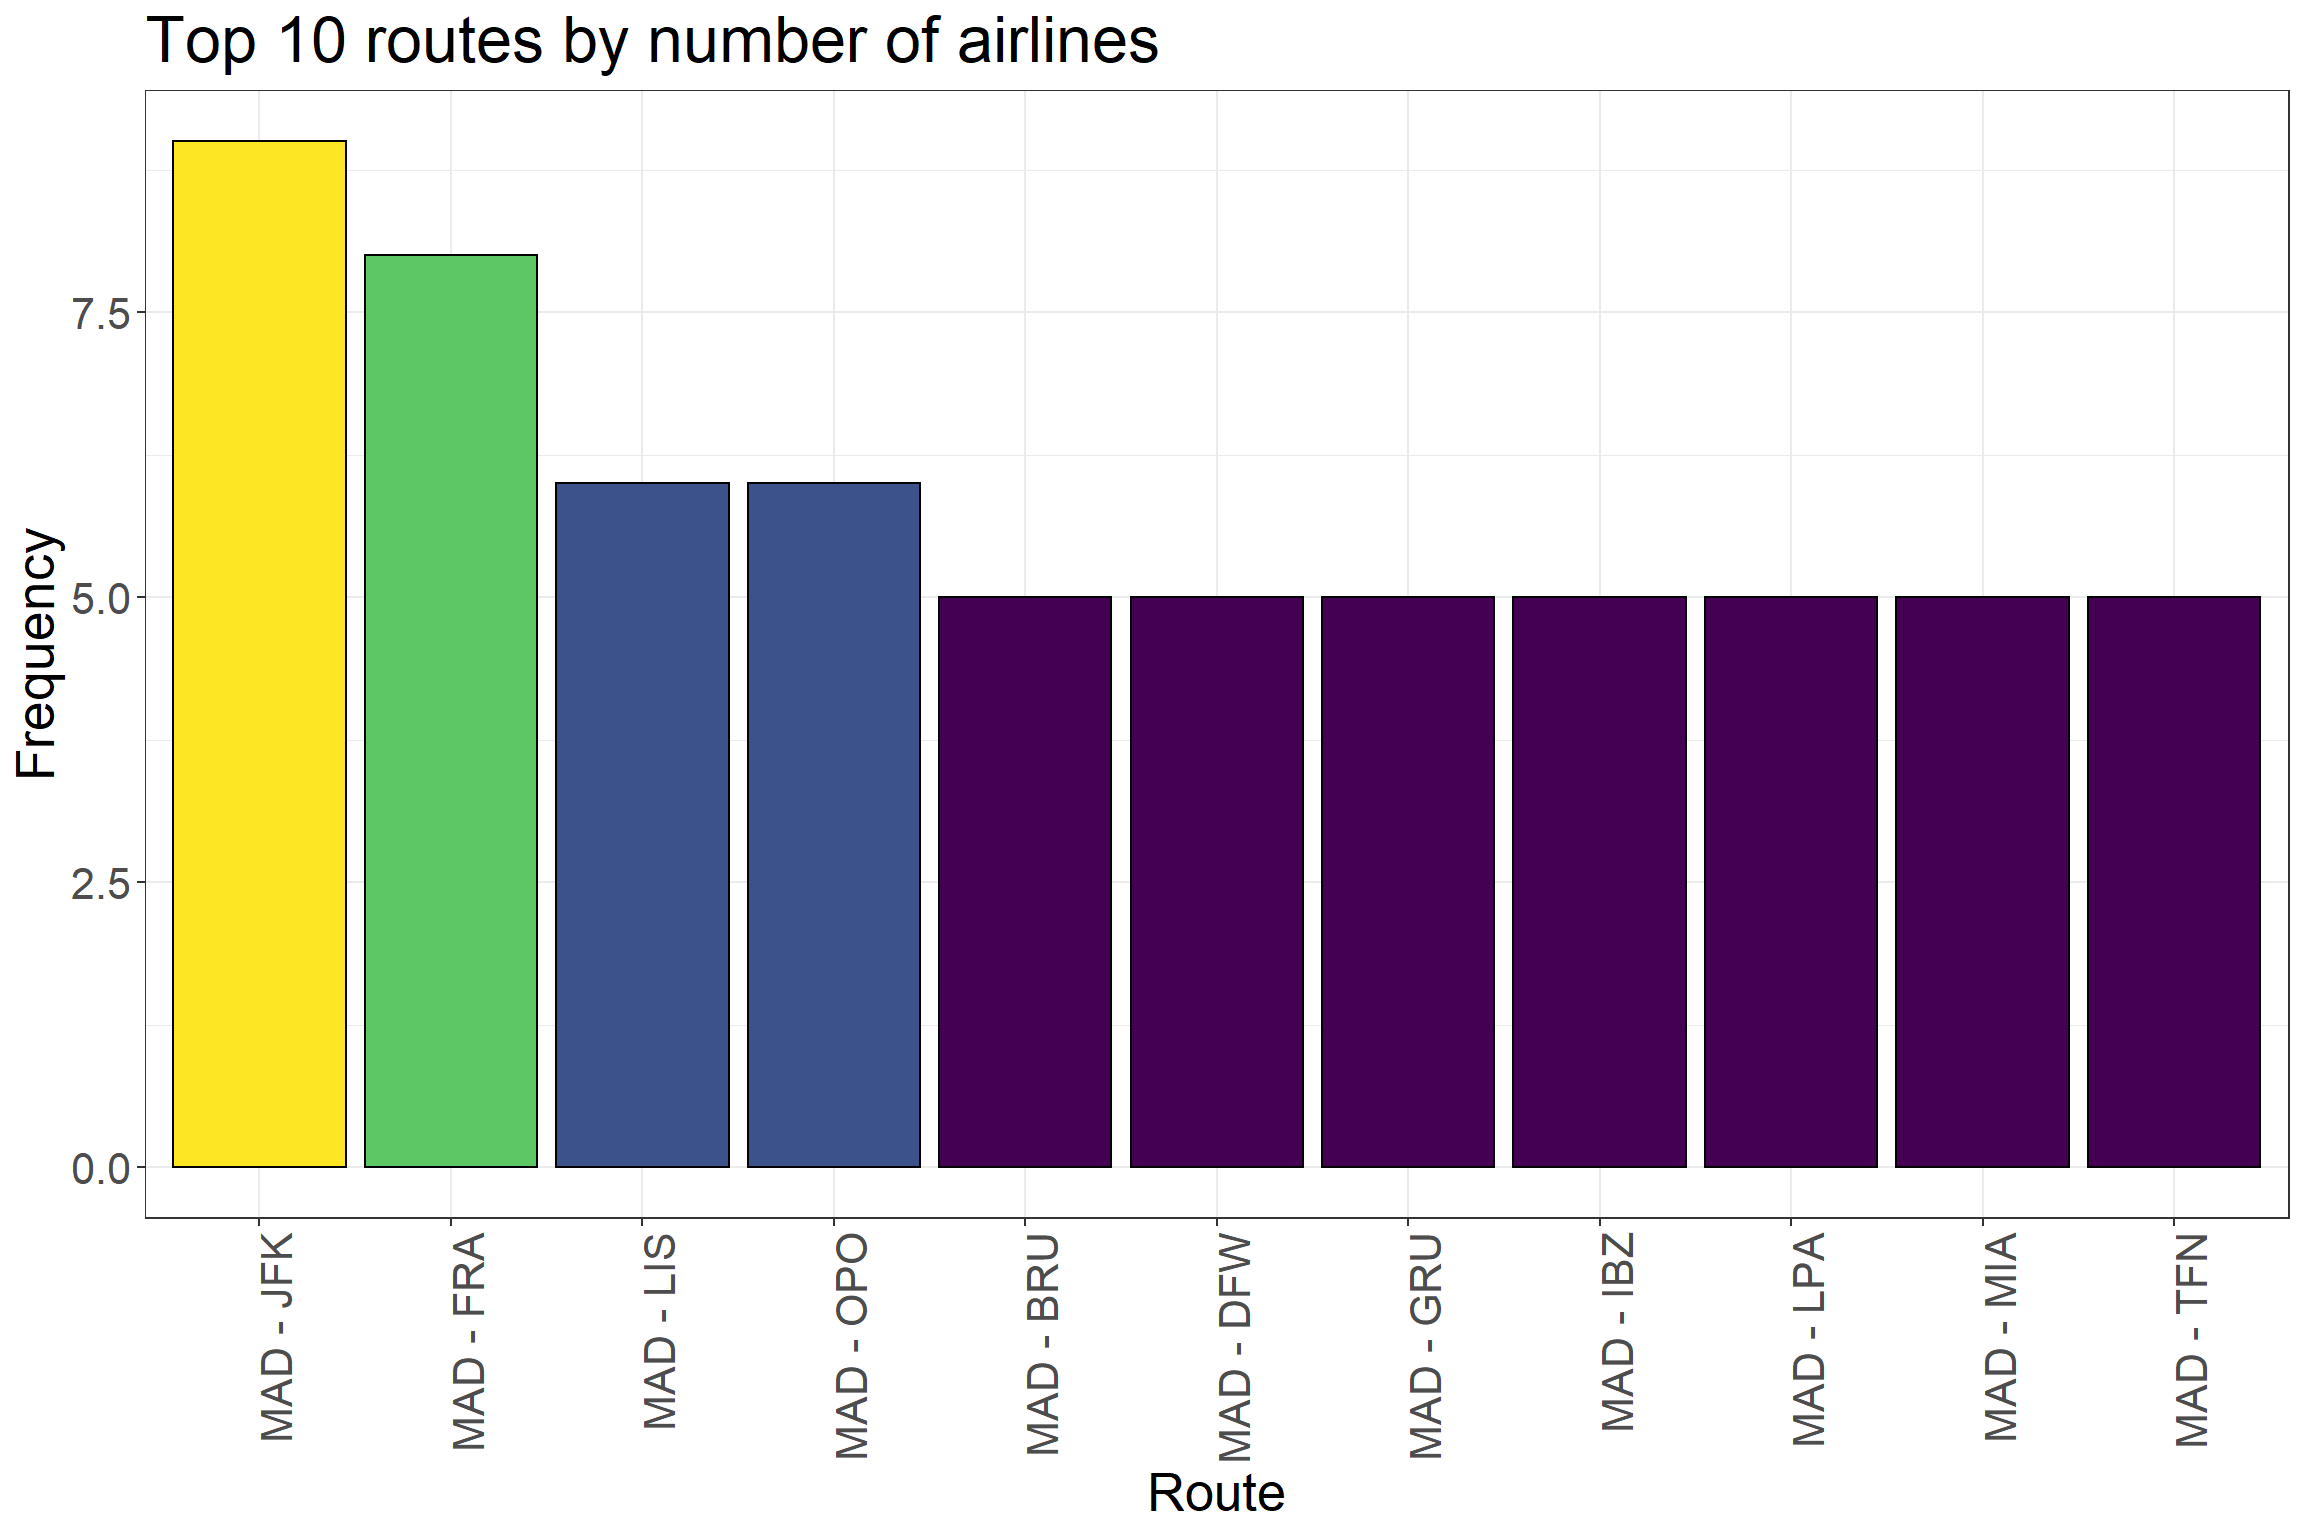 Top 10 routes by number of airlines
Frequency
7.5
5.0
2.5
0.0
MAD - JFK
MAD - FRA
MAD - LIS
MAD - OPO
MAD - BRU
MAD - DFW
MAD - GRU
MAD - IBZ
MAD - LPA
MAD - MIA
MAD - TFN
Route